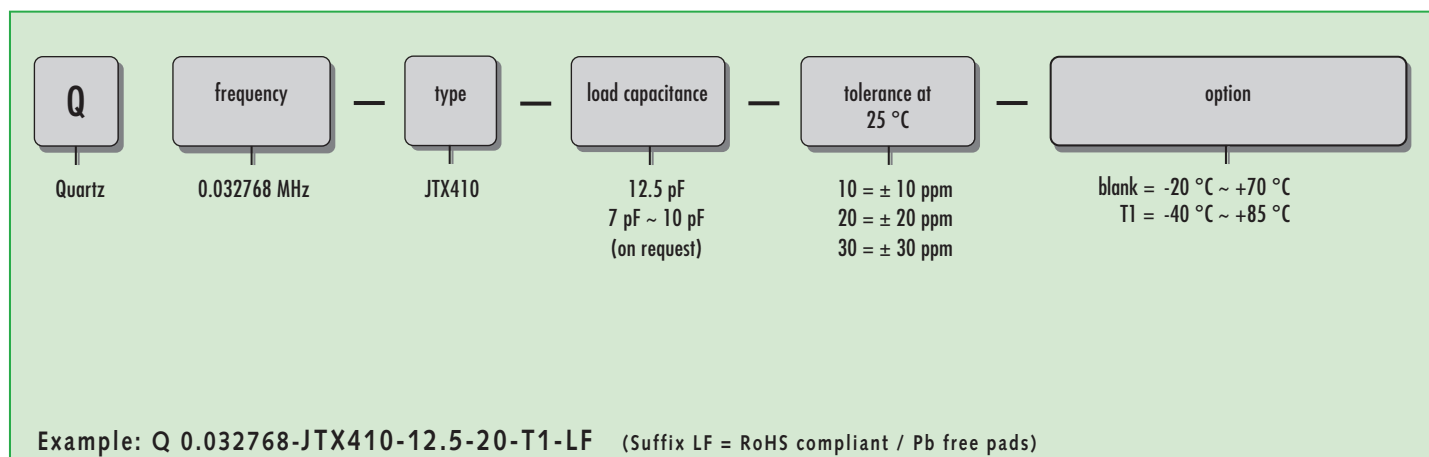 Q
frequency
—
type
—
load capacitance
—
tolerance at
25 °C
—
option
Quartz
0.032768 MHz
JTX410
12.5 pF
7 pF ~ 10 pF
(on request)
10 = ± 10 ppm
20 = ± 20 ppm
30 = ± 30 ppm
blank = -20 °C ~ +70 °C
T1 = -40 °C ~ +85 °C
Example: Q 0.032768-JTX410-12.5-20-T1-LF (Suffix LF = RoHS compliant / Pb free pads)